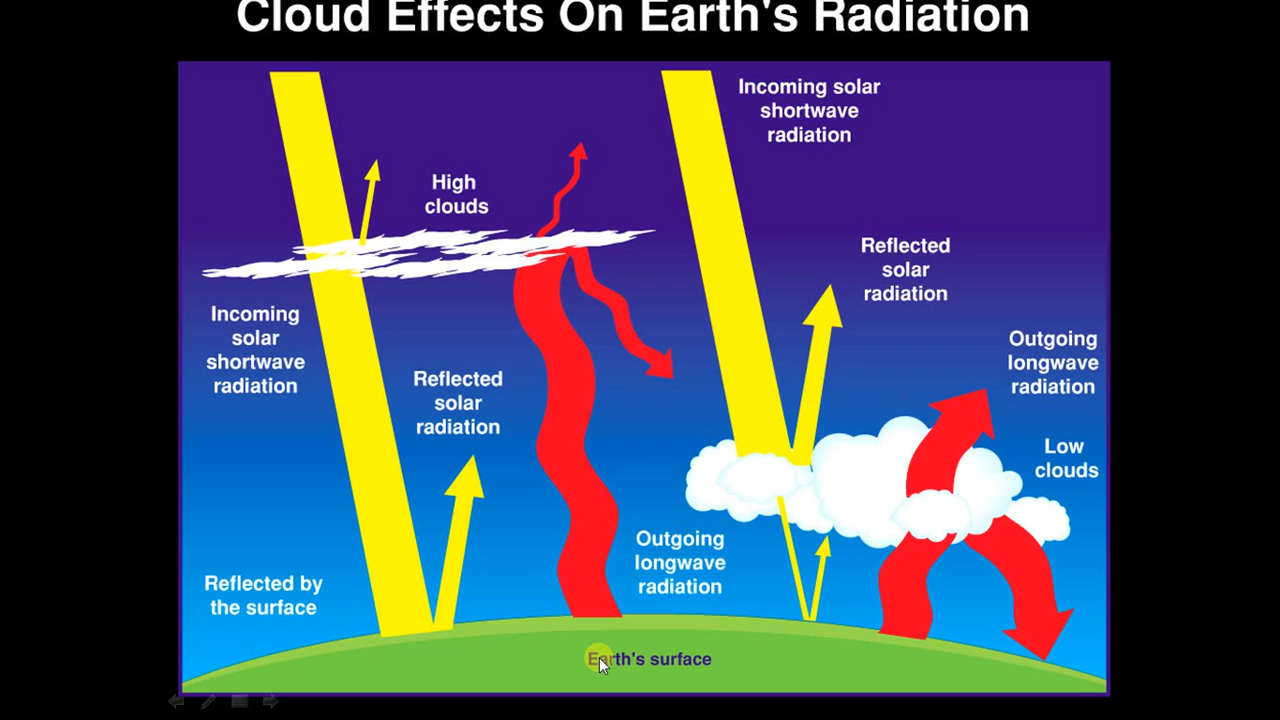 Cloud Effects On Earth's Radiation
Incoming solar
shortwave
radiation
High
clouds
Reflected
solar
radiation
Incoming
solar
shortwave
radiation
Outgoing
longwave
radiation
Reflected
solar
radiation
Low
clouds
Outgoing
longwave
radiation
Reflected by
the surface
Earth's surface